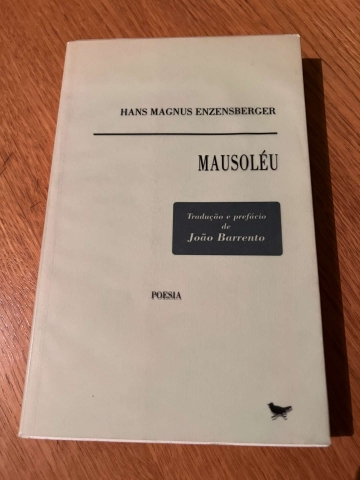 HANS MAGNUS ENZENSBERGER
MAUSOLÉU
Tradução e prefácio
de
João Barrento
POESIA